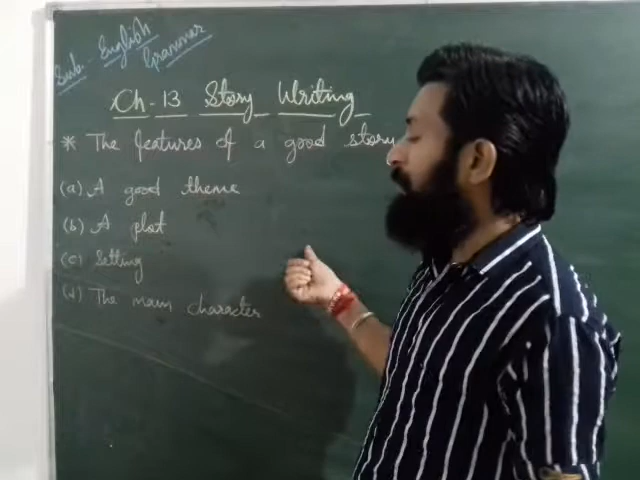 Sub. - English Grammar
Ch - 13 Story Writing
* The features of a good story
(a) A good theme
(b) A plot
(c) Setting
(d) The main character